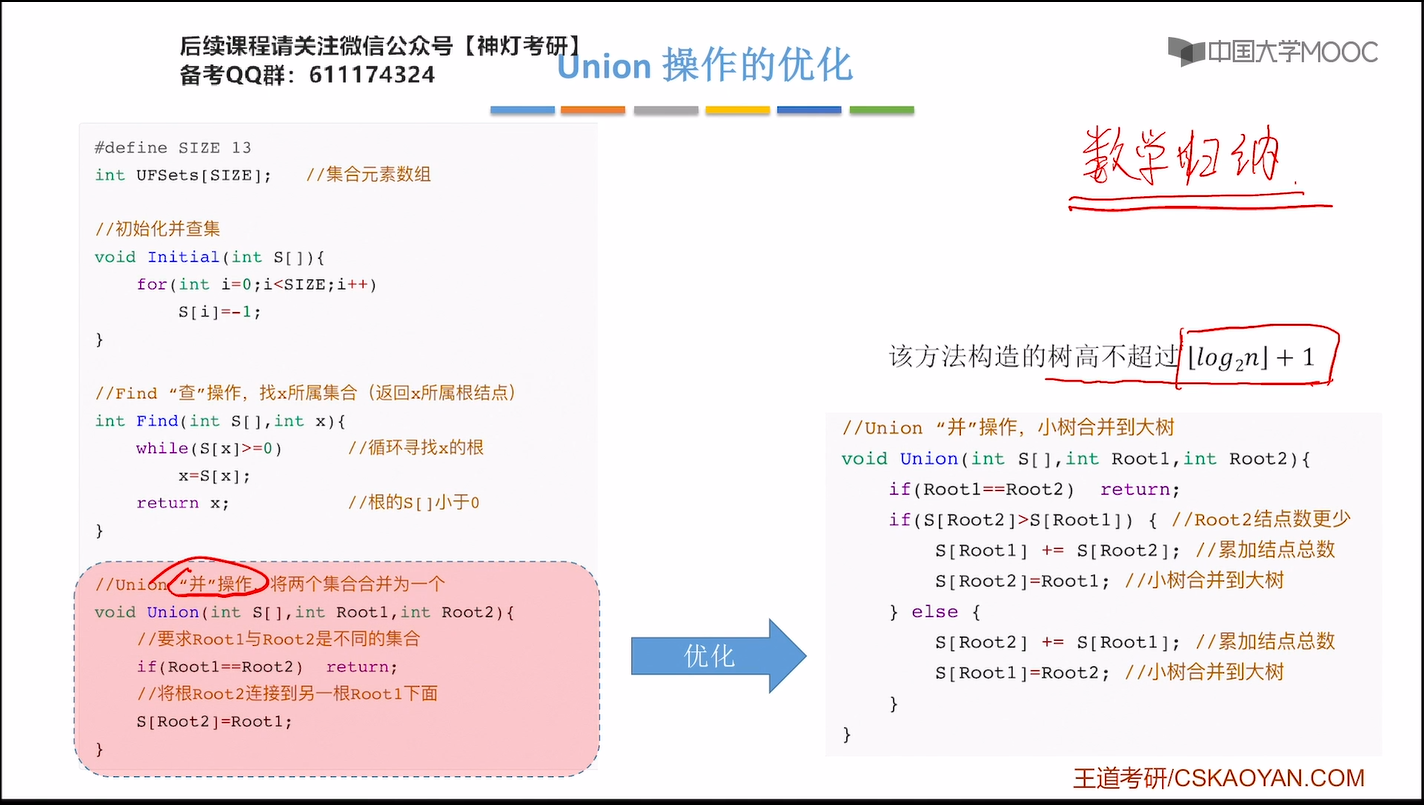 后续课程请关注微信公众号【神灯考研】
备考QQ群：611174324
Union 操作的优化
中国大学MOOC
#define SIZE 13
int UFSets[SIZE];   //集合元素数组
//初始化并查集
void Initial(int S[]){
    for(int i=0;i<SIZE;i++)
        S[i]=-1;
}
//Find “查”操作，找x所属集合（返回x所属根结点）
int Find(int S[],int x){
    while(S[x]>=0)      //循环寻找x的根
        x=S[x];
    return x;           //根的S[]小于0
}
//Union “并”操作，将两个集合合并为一个
void Union(int S[],int Root1,int Root2){
    //要求Root1与Root2是不同的集合
    if(Root1==Root2)  return;
    //将根Root2连接到另一根Root1下面
    S[Root2]=Root1;
}
优化
数学归纳.
该方法构造的树高不超过 ⌊log₂n⌋ + 1
//Union “并”操作，小树合并到大树
void Union(int S[],int Root1,int Root2){
    if(Root1==Root2)  return;
    if(S[Root2]>S[Root1]) { //Root2结点数更少
        S[Root1] += S[Root2]; //累加结点总数
        S[Root2]=Root1; //小树合并到大树
    } else {
        S[Root2] += S[Root1]; //累加结点总数
        S[Root1]=Root2; //小树合并到大树
    }
}
王道考研/CSKAOYAN.COM